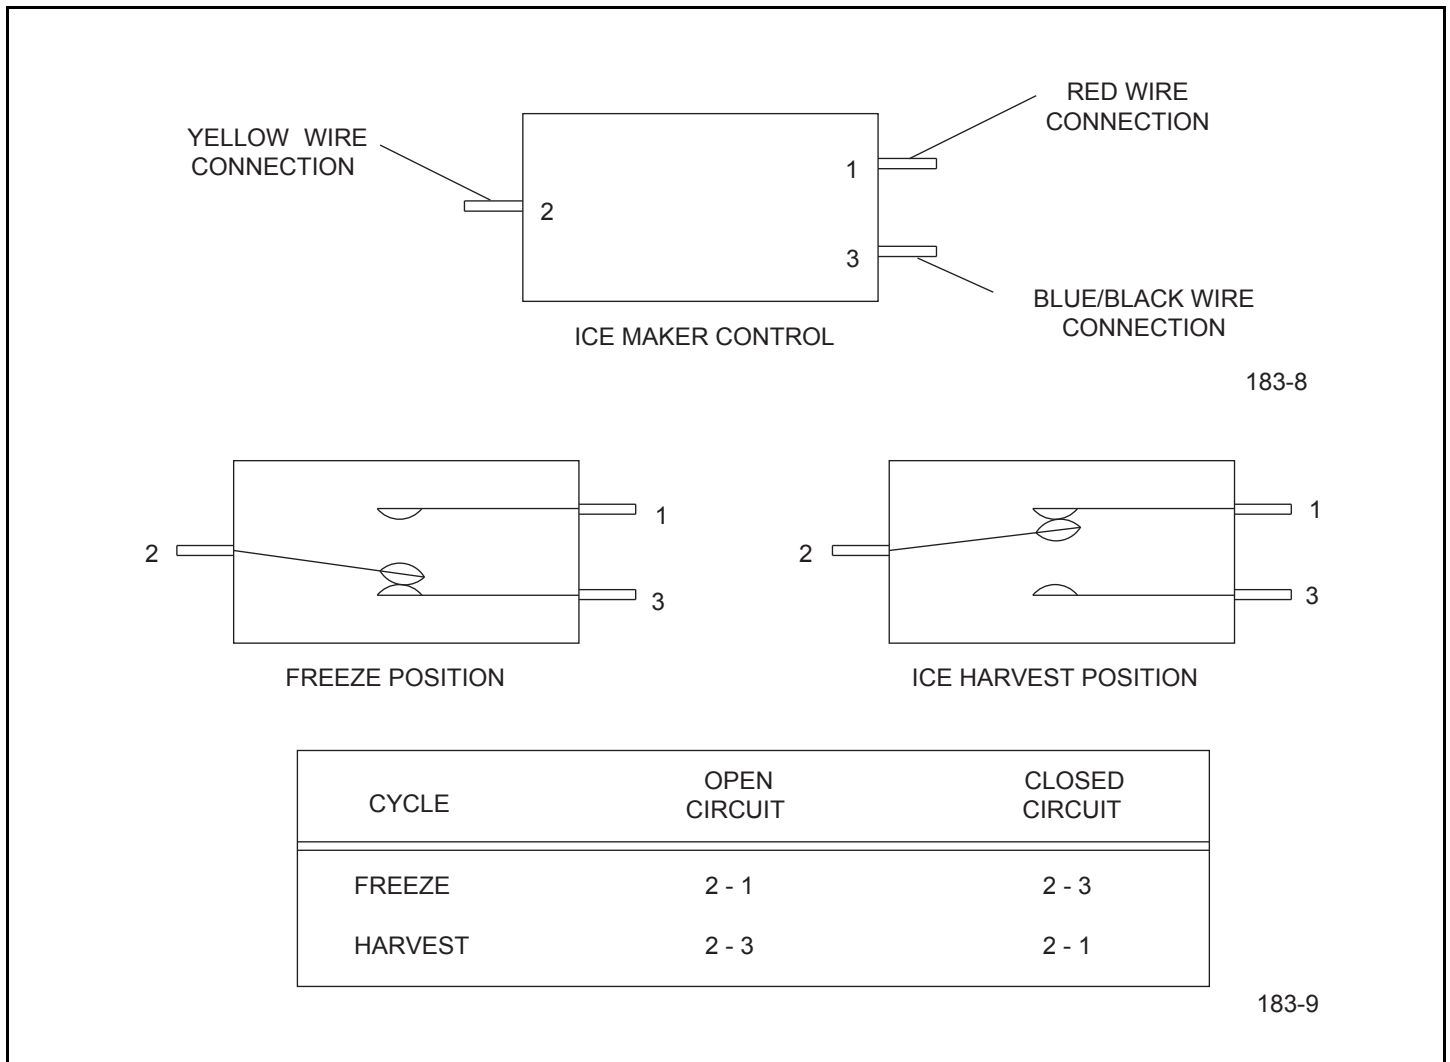 RED WIRE
CONNECTION
YELLOW WIRE
CONNECTION
1
2
3
BLUE/BLACK WIRE
CONNECTION
ICE MAKER CONTROL
183-8
2
1
3
FREEZE POSITION
2
1
3
ICE HARVEST POSITION
CYCLE
OPEN
CIRCUIT
CLOSED
CIRCUIT
FREEZE 2 - 1 2 - 3
HARVEST 2 - 3 2 - 1
183-9